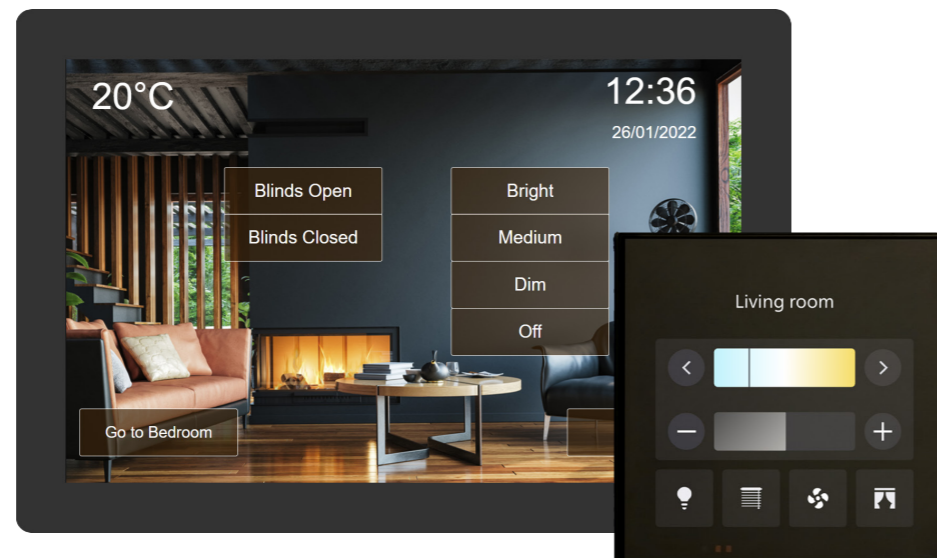 20°C
12:36
26/01/2022
Blinds Open
Bright
Blinds Closed
Medium
Dim
Off
Living room
Go to Bedroom